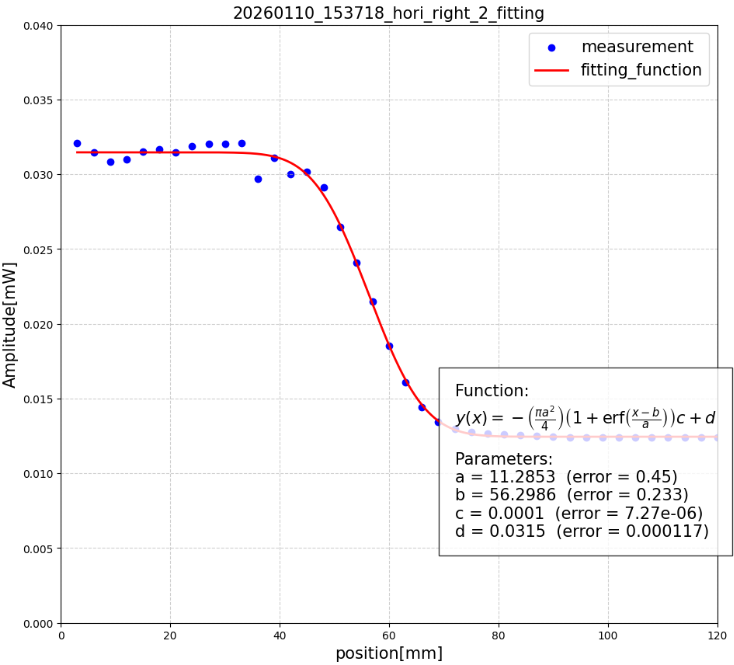 20260110_153718_hori_right_2_fitting
0.040
0.035
0.030
0.025
0.020
0.015
0.010
0.005
0.000
Amplitude[mW]
measurement
fitting_function
Function:
y(x) = −(πa²/4)(1 + erf((x − b)/a))c + d
Parameters:
a = 11.2853 (error = 0.45)
b = 56.2986 (error = 0.233)
c = 0.0001 (error = 7.27e-06)
d = 0.0315 (error = 0.000117)
0 20 40 60 80 100 120
position[mm]